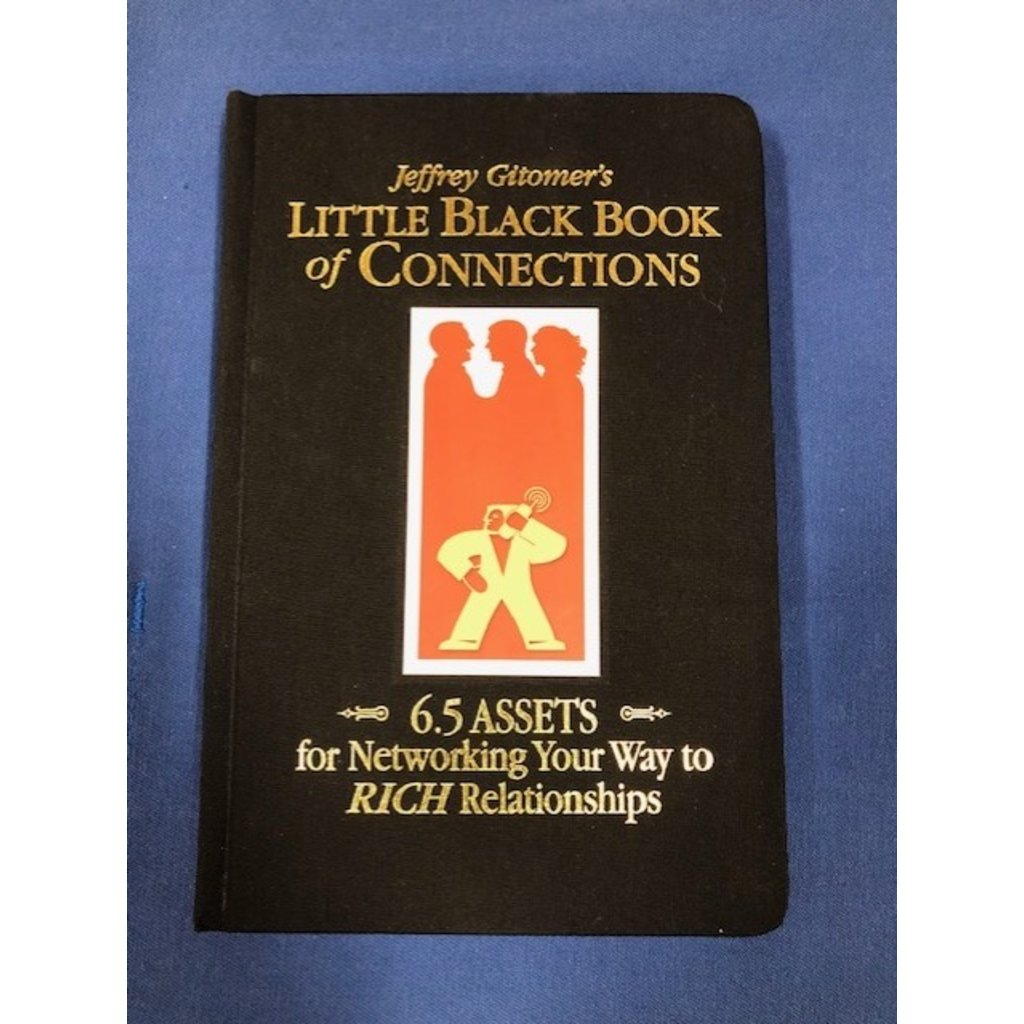 Jeffrey Gitomer's
LITTLE BLACK BOOK
of CONNECTIONS
6.5 ASSETS
for Networking Your Way to
RICH Relationships